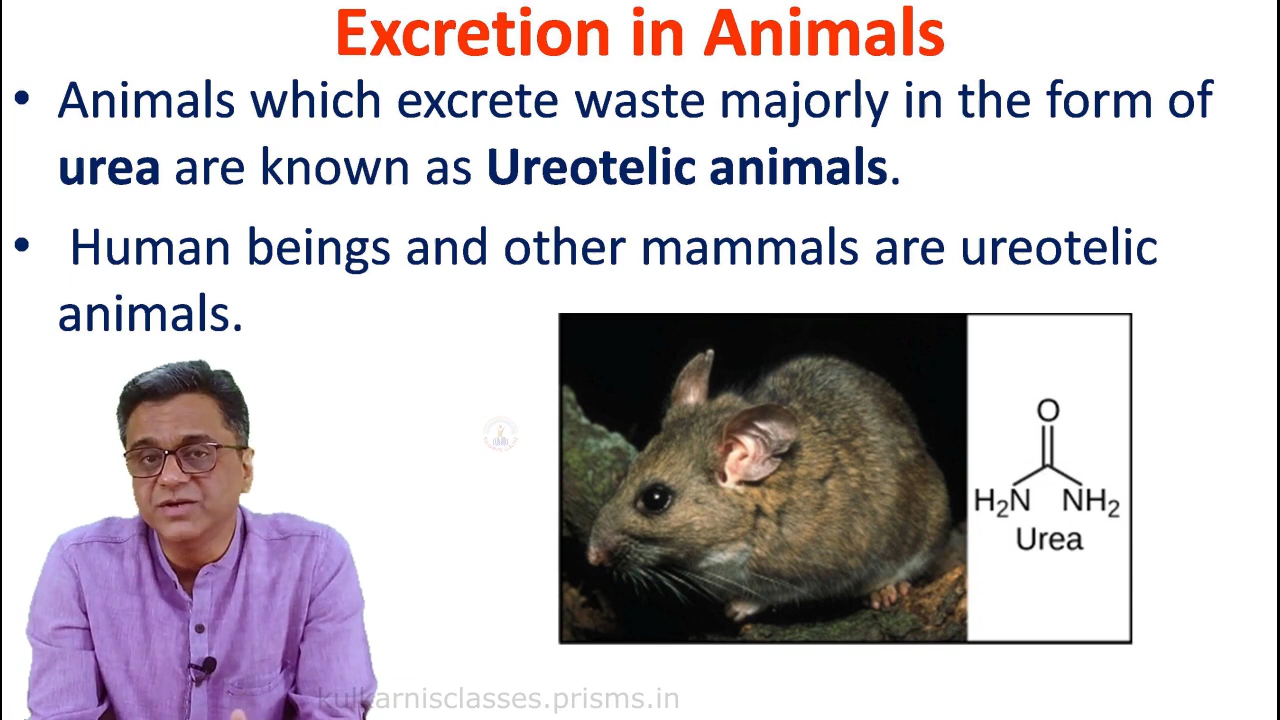 Excretion in Animals
• Animals which excrete waste majorly in the form of
urea are known as Ureotelic animals.
• Human beings and other mammals are ureotelic
animals.
O
H₂N NH₂
Urea
kulkarnisclasses.prisms.in